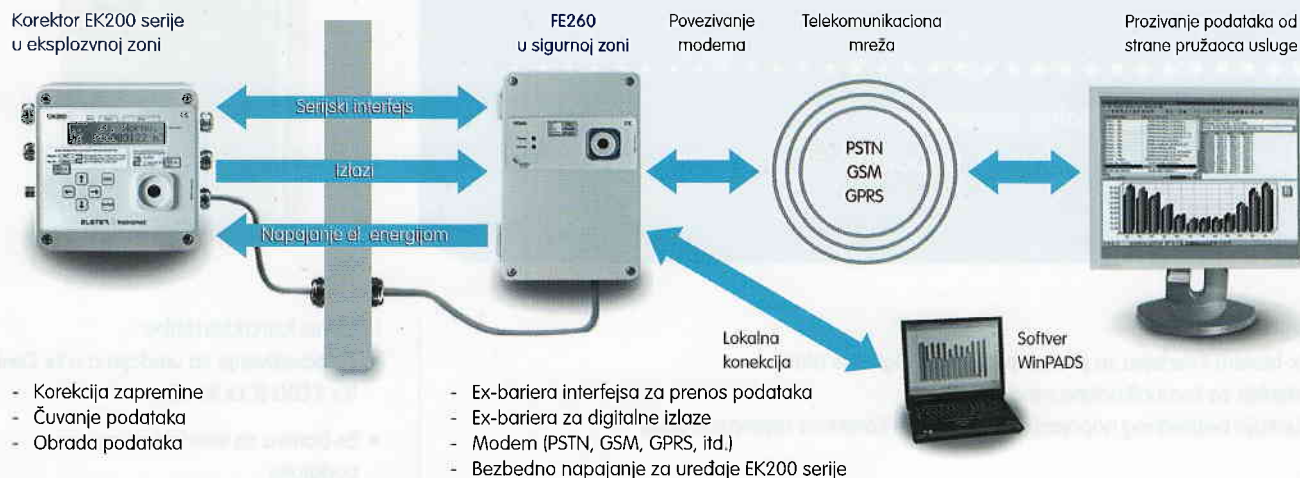 Korektor EK200 serije
u eksplozvnoj zoni
FE260
u sigurnoj zoni
Povezivanje
modema
Telekomunikaciona
mreža
Prozivanje podataka od
strane pružaoca usluge
Serijski interfejs
Izlazi
Napajanje el. energijom
PSTN
GSM
GPRS
Lokalna
konekcija
Softver
WinPADS
- Korekcija zapremine
- Čuvanje podataka
- Obrada podataka
- Ex-bariera interfejsa za prenos podataka
- Ex-bariera za digitalne izlaze
- Modem (PSTN, GSM, GPRS, itd.)
- Bezbedno napajanje za uređaje EK200 serije